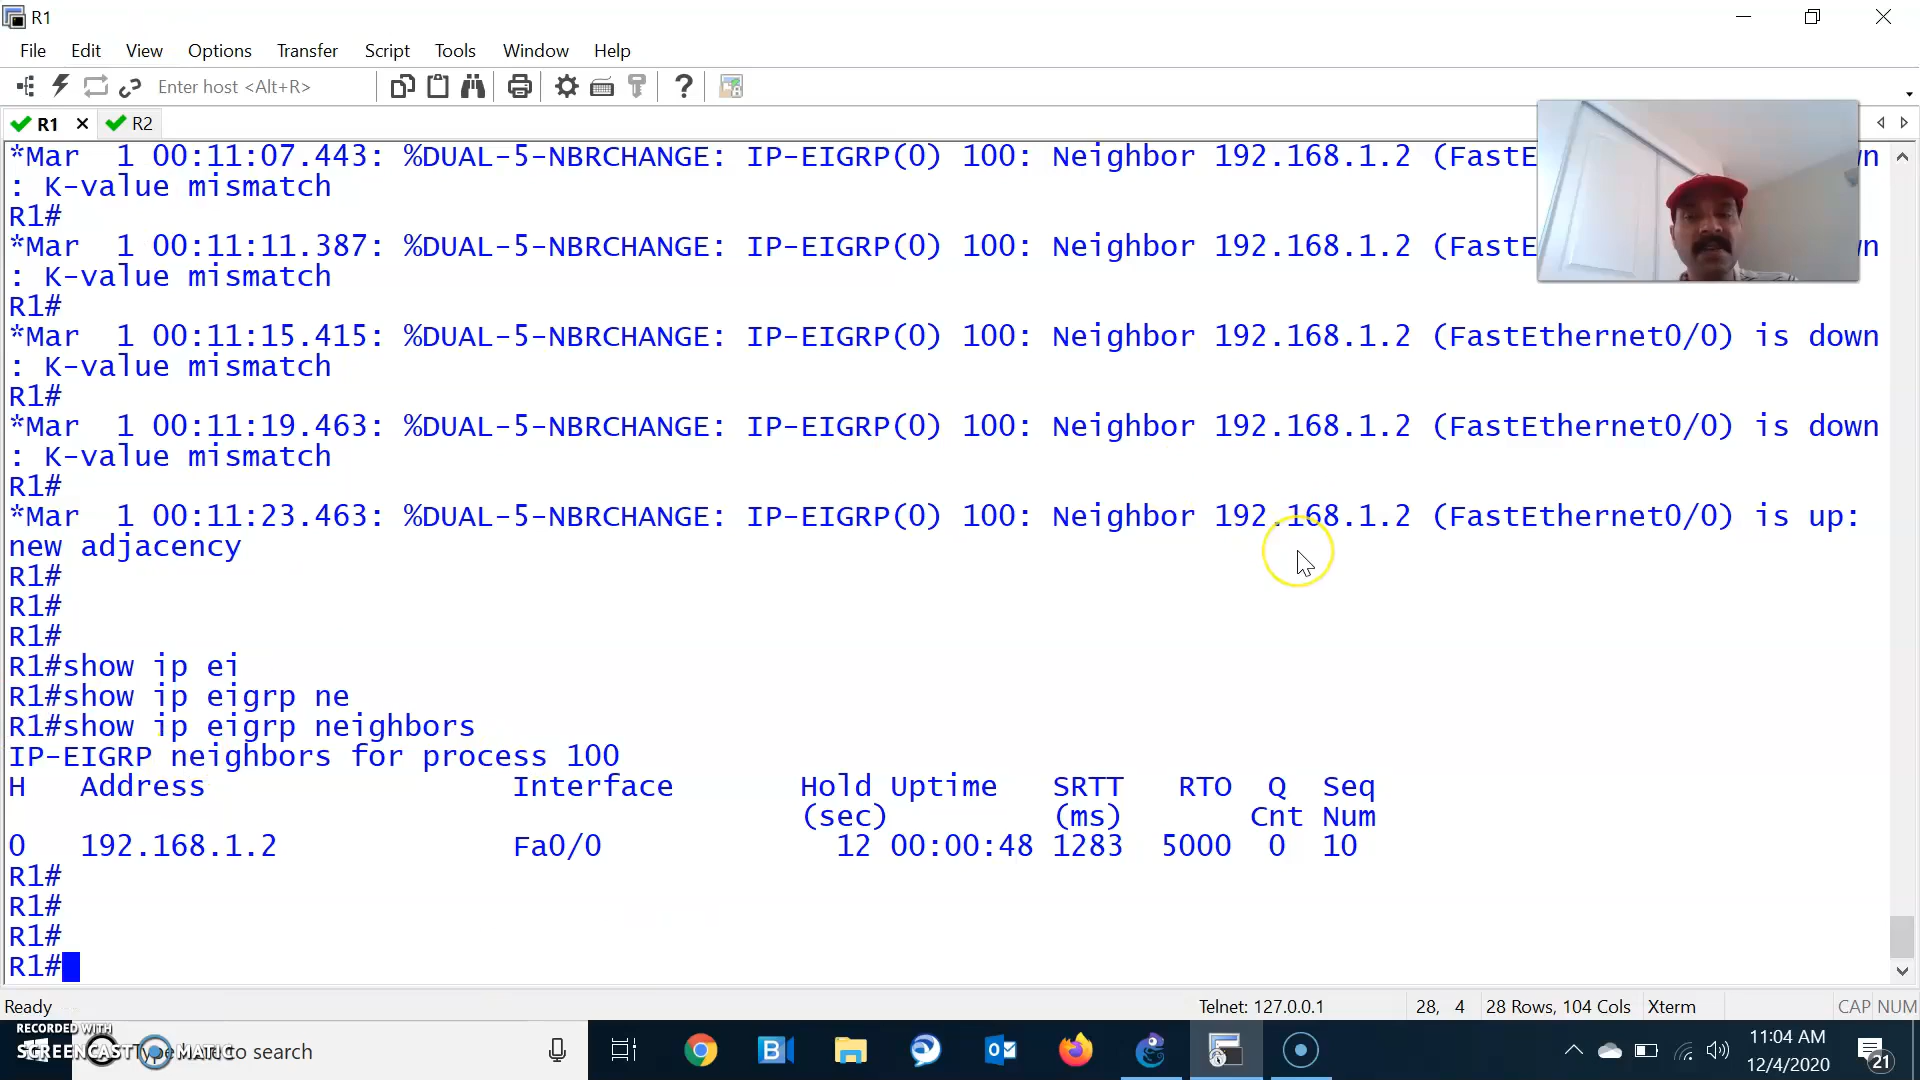 R1
File Edit View Options Transfer Script Tools Window Help
Enter host <Alt+R>
R1 R2
*Mar  1 00:11:07.443: %DUAL-5-NBRCHANGE: IP-EIGRP(0) 100: Neighbor 192.168.1.2 (FastE n
: K-value mismatch
R1#
*Mar  1 00:11:11.387: %DUAL-5-NBRCHANGE: IP-EIGRP(0) 100: Neighbor 192.168.1.2 (FastE n
: K-value mismatch
R1#
*Mar  1 00:11:15.415: %DUAL-5-NBRCHANGE: IP-EIGRP(0) 100: Neighbor 192.168.1.2 (FastEthernet0/0) is down
: K-value mismatch
R1#
*Mar  1 00:11:19.463: %DUAL-5-NBRCHANGE: IP-EIGRP(0) 100: Neighbor 192.168.1.2 (FastEthernet0/0) is down
: K-value mismatch
R1#
*Mar  1 00:11:23.463: %DUAL-5-NBRCHANGE: IP-EIGRP(0) 100: Neighbor 192.168.1.2 (FastEthernet0/0) is up:
new adjacency
R1#
R1#
R1#
R1#show ip ei
R1#show ip eigrp ne
R1#show ip eigrp neighbors
IP-EIGRP neighbors for process 100
H   Address                 Interface       Hold Uptime   SRTT   RTO  Q  Seq
(sec)         (ms)       Cnt Num
0   192.168.1.2             Fa0/0             12 00:00:48 1283  5000  0  10
R1#
R1#
R1#
R1#
Ready Telnet: 127.0.0.1 28, 4 28 Rows, 104 Cols Xterm CAP NUM
RECORDED WITH
SCREENCAST MATIC
Type here to search
11:04 AM
12/4/2020
21